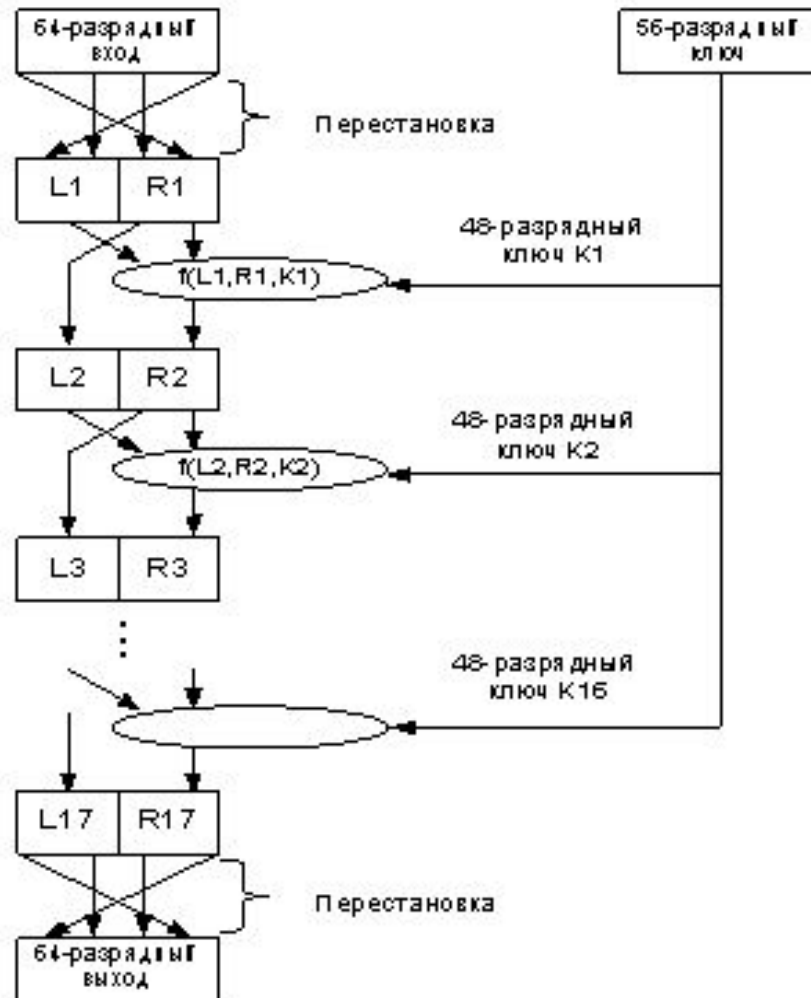 64-разрядный
вход
56-разрядный
ключ
Перестановка
L1 R1
48-разрядный
ключ K1
f(L1,R1,K1)
L2 R2
48-разрядный
ключ K2
f(L2,R2,K2)
L3 R3
⋮
48-разрядный
ключ K16
L17 R17
Перестановка
64-разрядный
выход